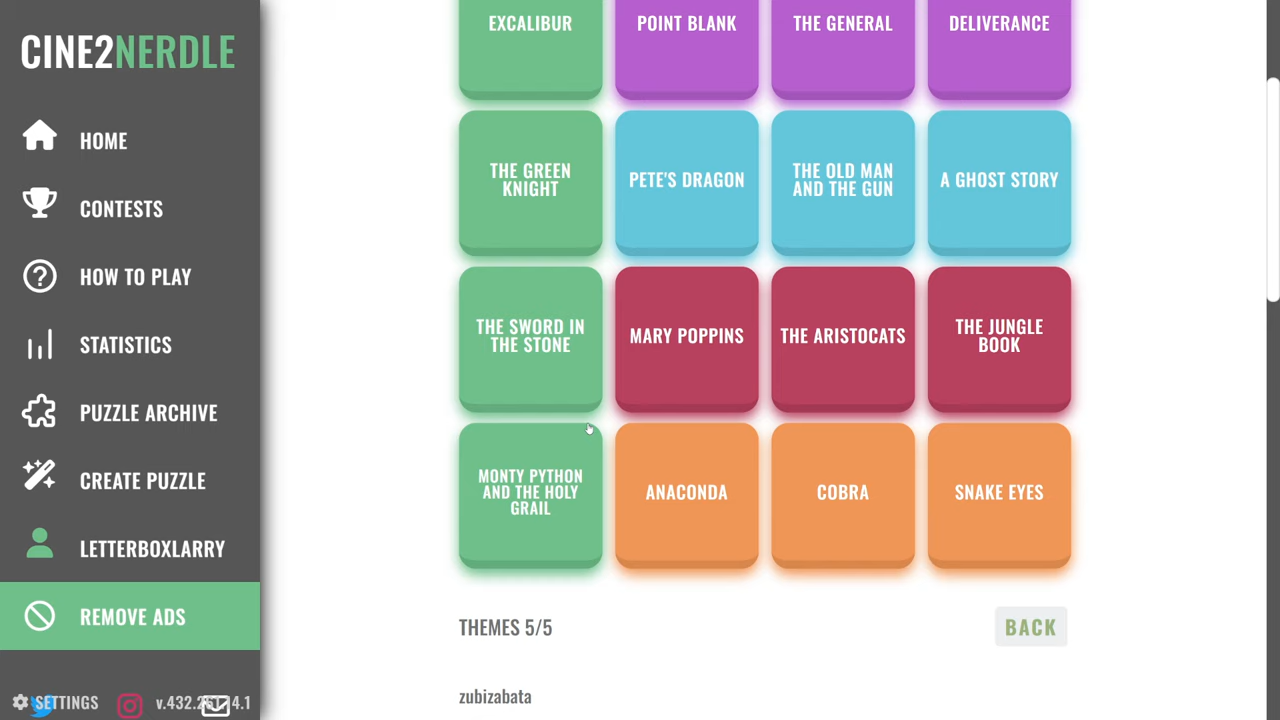 CINE2NERDLE
HOME
CONTESTS
HOW TO PLAY
STATISTICS
PUZZLE ARCHIVE
CREATE PUZZLE
LETTERBOXLARRY
REMOVE ADS
SETTINGS
EXCALIBUR
POINT BLANK
THE GENERAL
DELIVERANCE
THE GREEN
KNIGHT
PETE'S DRAGON
THE OLD MAN
AND THE GUN
A GHOST STORY
THE SWORD IN
THE STONE
MARY POPPINS
THE ARISTOCATS
THE JUNGLE
BOOK
MONTY PYTHON
AND THE HOLY
GRAIL
ANACONDA
COBRA
SNAKE EYES
THEMES 5/5
BACK
zubizabata